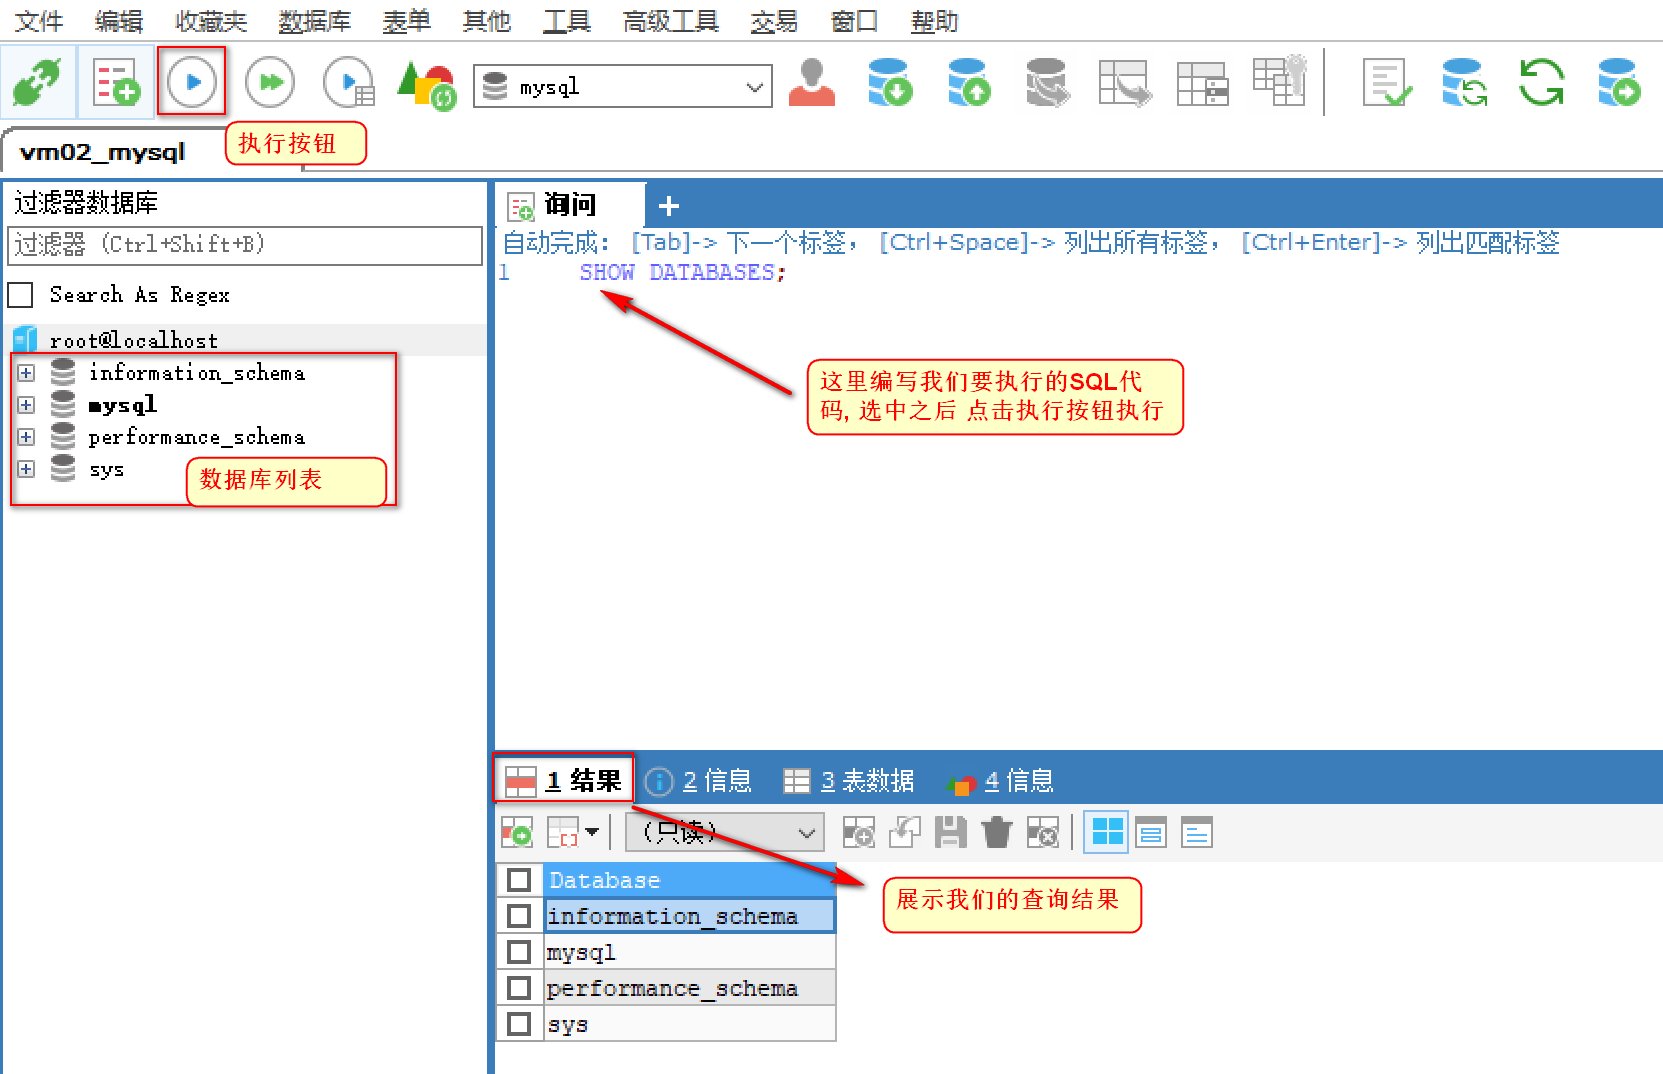 文件 编辑 收藏夹 数据库 表单 其他 工具 高级工具 交易 窗口 帮助
mysql
执行按钮
vm02_mysql
过滤器数据库
过滤器 (Ctrl+Shift+B)
Search As Regex
root@localhost
information_schema
mysql
performance_schema
sys
数据库列表
询问
自动完成: [Tab]-> 下一个标签, [Ctrl+Space]-> 列出所有标签, [Ctrl+Enter]-> 列出匹配标签
1 SHOW DATABASES;
这里编写我们要执行的SQL代
码, 选中之后 点击执行按钮执行
1 结果 2 信息 3 表数据 4 信息
(只读)
展示我们的查询结果
Database
information_schema
mysql
performance_schema
sys